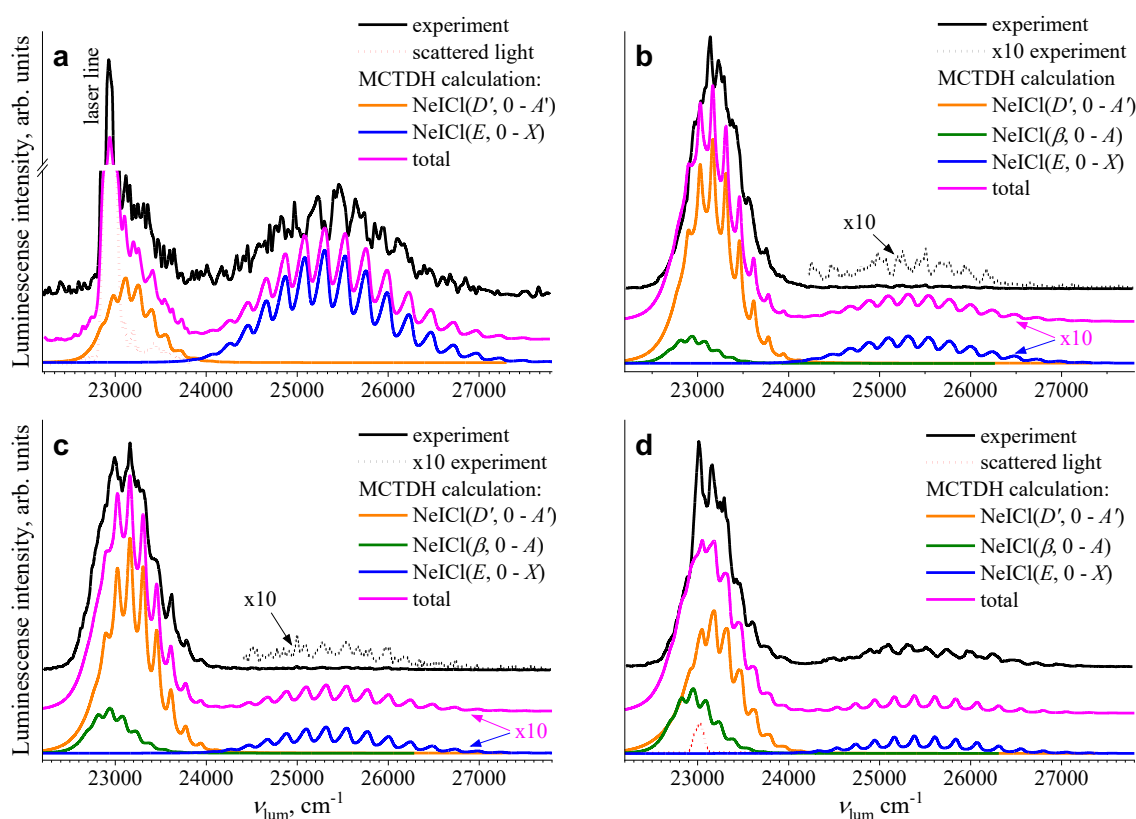 a
laser line
experiment
scattered light
MCTDH calculation:
NeICl(D', 0 - A')
NeICl(E, 0 - X)
total
Luminescense intensity, arb. units
23000 24000 25000 26000 27000
b
experiment
x10 experiment
MCTDH calculation
NeICl(D', 0 - A')
NeICl(β, 0 - A)
NeICl(E, 0 - X)
total
x10
x10
23000 24000 25000 26000 27000
c
experiment
x10 experiment
MCTDH calculation:
NeICl(D', 0 - A')
NeICl(β, 0 - A)
NeICl(E, 0 - X)
total
x10
x10
Luminescense intensity, arb. units
23000 24000 25000 26000 27000
νlum, cm-1
d
experiment
scattered light
MCTDH calculation:
NeICl(D', 0 - A')
NeICl(β, 0 - A)
NeICl(E, 0 - X)
total
23000 24000 25000 26000 27000
νlum cm-1